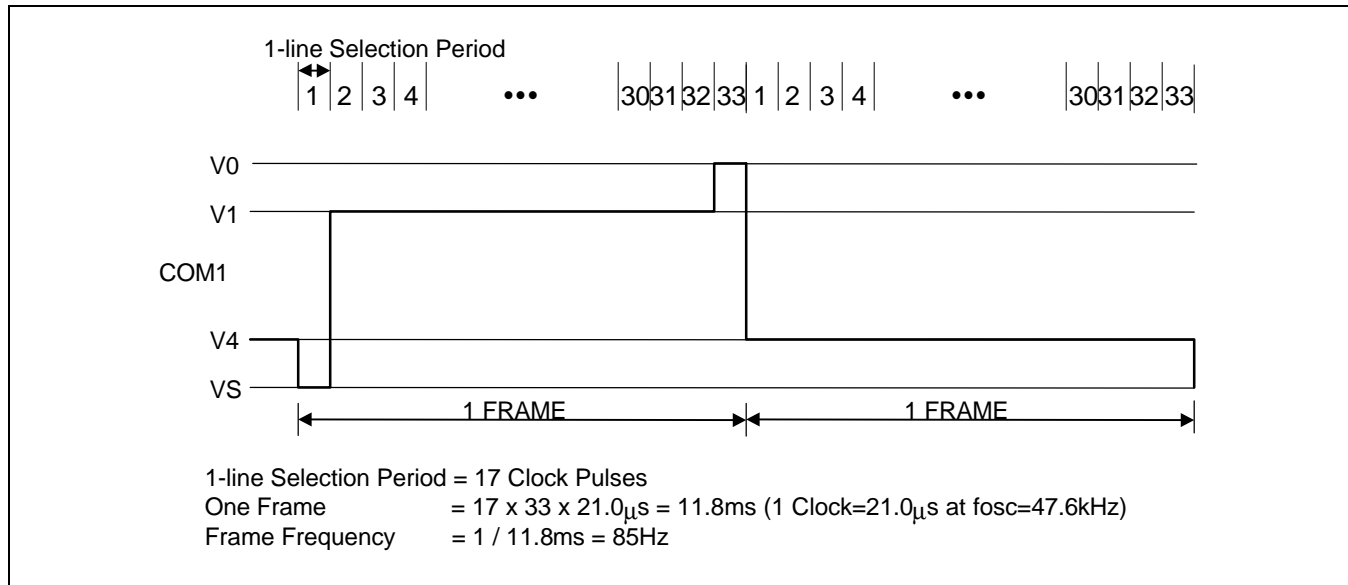 1-line Selection Period
1 2 3 4 ••• 30 31 32 33 1 2 3 4 ••• 30 31 32 33
V0
V1
COM1
V4
VS
1 FRAME 1 FRAME
1-line Selection Period = 17 Clock Pulses
One Frame = 17 x 33 x 21.0μs = 11.8ms (1 Clock=21.0μs at fosc=47.6kHz)
Frame Frequency = 1 / 11.8ms = 85Hz